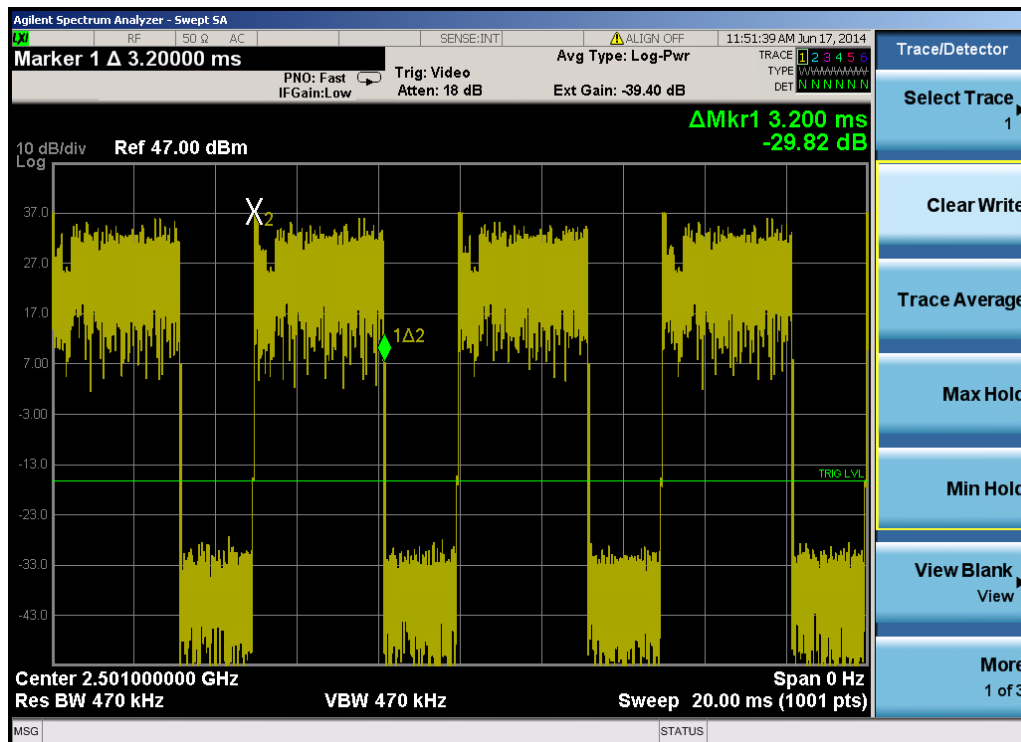 Agilent Spectrum Analyzer - Swept SA
LXI RF 50 Ω AC SENSE:INT ALIGN OFF 11:51:39 AM Jun 17, 2014
Marker 1 Δ 3.20000 ms
PNO: Fast
IFGain:Low
Trig: Video
Atten: 18 dB
Avg Type: Log-Pwr
Ext Gain: -39.40 dB
TRACE 1 2 3 4 5 6
TYPE WWWWWW
DET N N N N N N
ΔMkr1 3.200 ms
-29.82 dB
10 dB/div Ref 47.00 dBm
Log
37.0
27.0
17.0
7.00
-3.00
-13.0
-23.0
-33.0
-43.0
X2
1Δ2
TRIG LVL
Center 2.501000000 GHz Span 0 Hz
Res BW 470 kHz VBW 470 kHz Sweep 20.00 ms (1001 pts)
MSG STATUS
Trace/Detector
Select Trace
1
Clear Write
Trace Average
Max Hold
Min Hold
View Blank
View
More
1 of 3